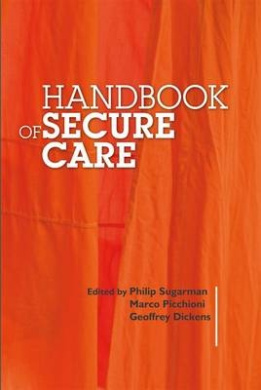 HANDBOOK
OF SECURE
CARE
Edited by Philip Sugarman
Marco Picchioni
Geoffrey Dickens